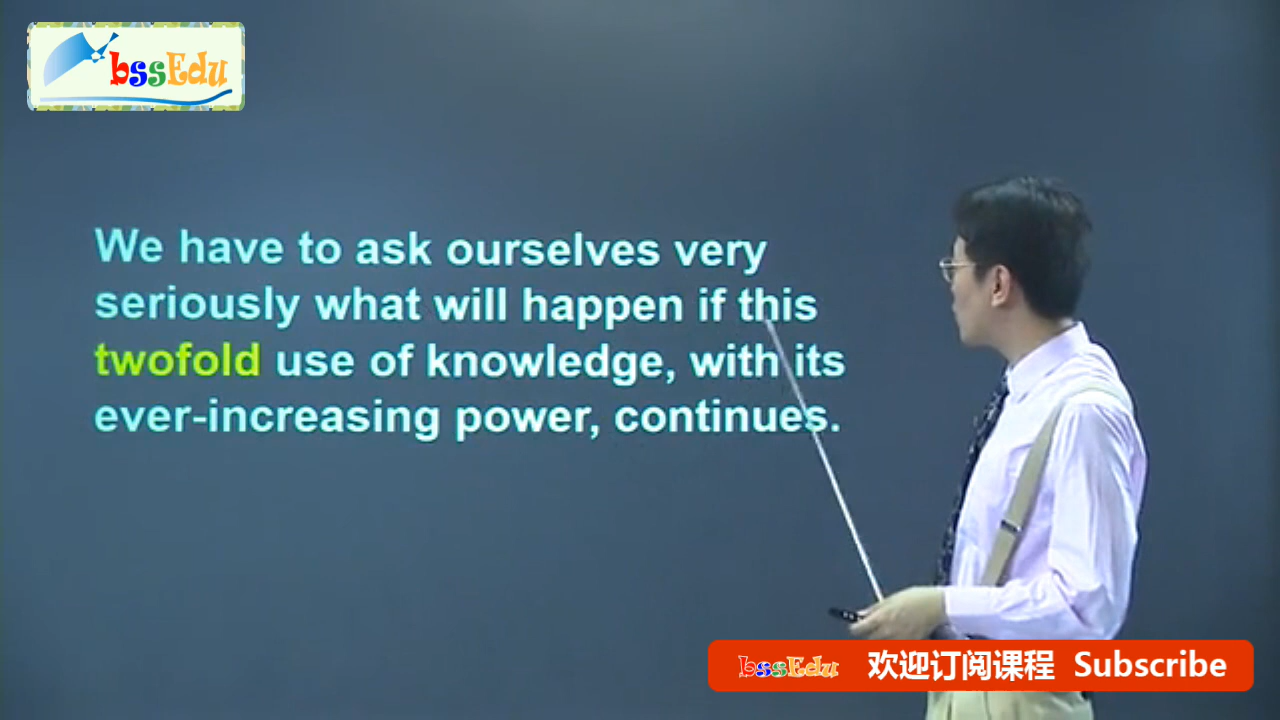 bssEdu
We have to ask ourselves very
seriously what will happen if this
twofold use of knowledge, with its
ever-increasing power, continues.
bssEdu 欢迎订阅课程 Subscribe